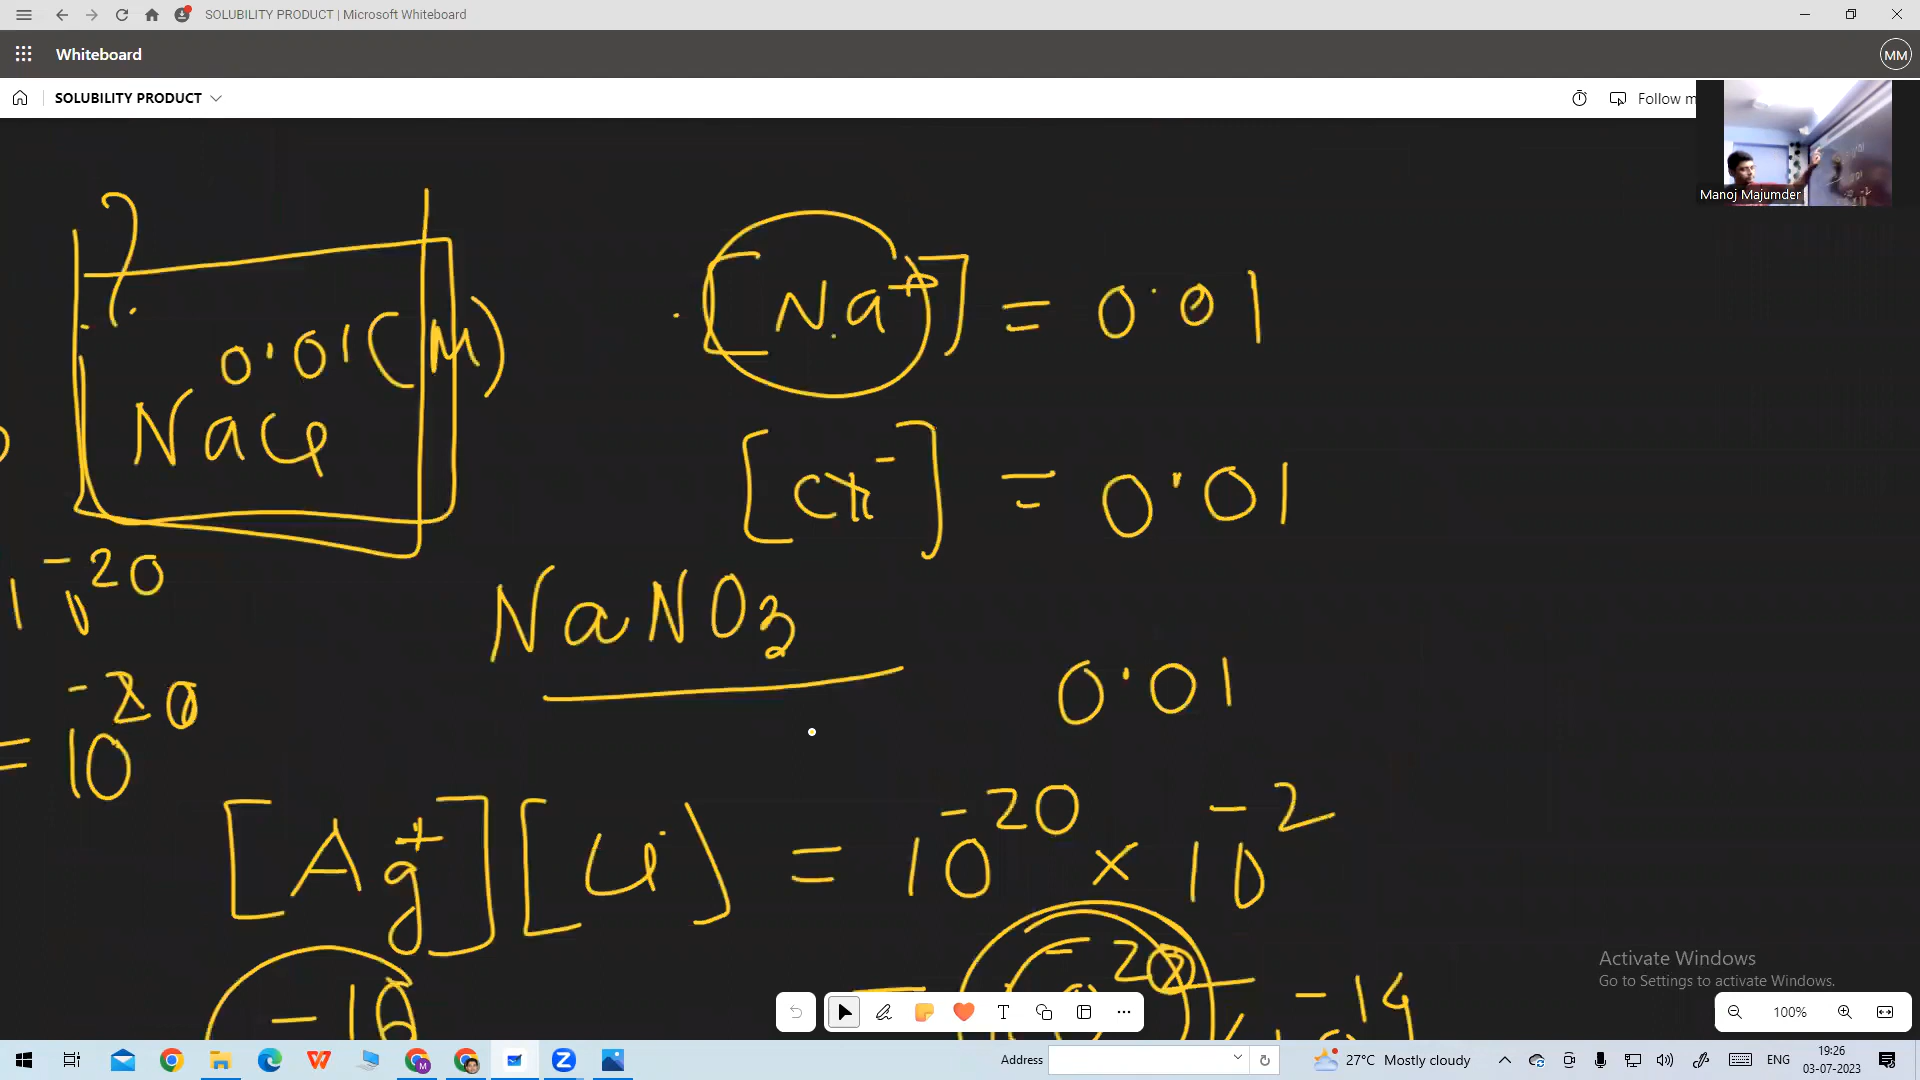 SOLUBILITY PRODUCT | Microsoft Whiteboard
Whiteboard
MM
SOLUBILITY PRODUCT
Follow m
Manoj Majumder
?
0.01(M)
NaCl
[Na+] = 0.01
[Cl-] = 0.01
-20
NaNO3
0.01
-20
= 10
[Ag+][Cl-] = 10-20 × 10-2
-10
-14
Activate Windows
Go to Settings to activate Windows.
100%
Address
27°C Mostly cloudy
ENG
19:26
03-07-2023